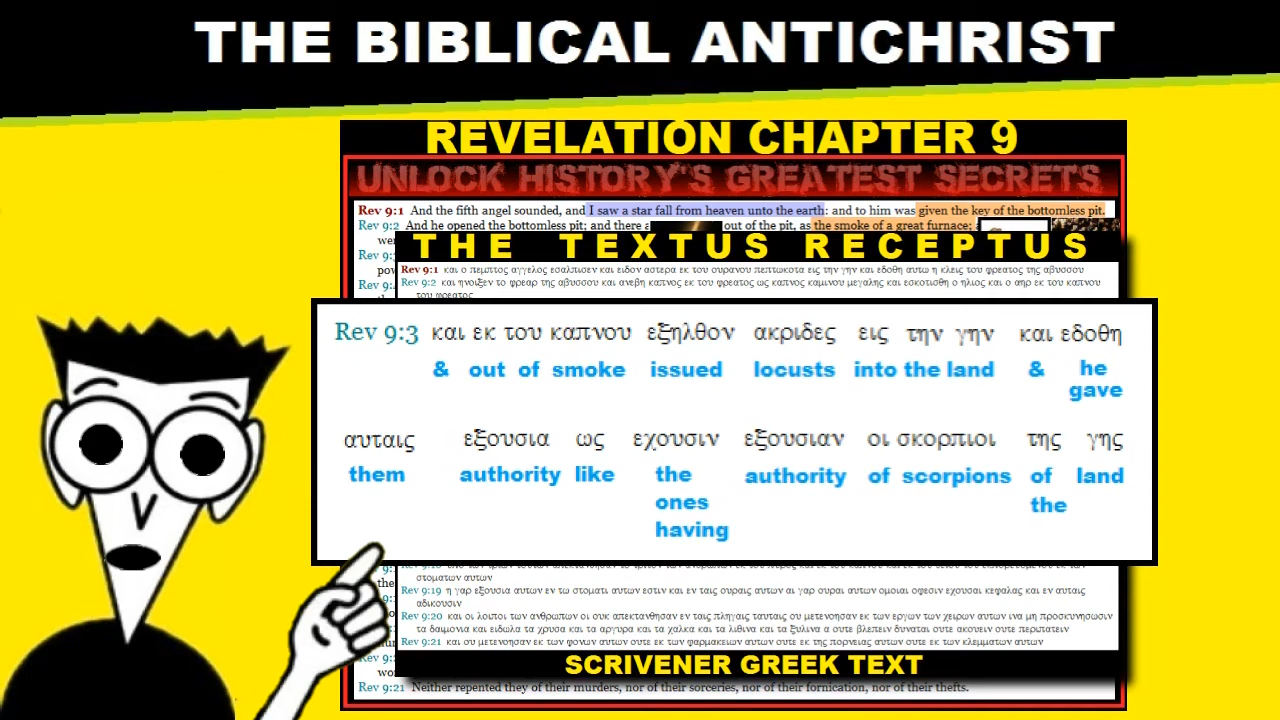 THE BIBLICAL ANTICHRIST
REVELATION CHAPTER 9
UNLOCK HISTORY'S GREATEST SECRETS
Rev 9:1 And the fifth angel sounded, and I saw a star fall from heaven unto the earth: and to him was given the key of the bottomless pit.
Rev 9:2 And he opened the bottomless pit; and there a out of the pit, as the smoke of a great furnace;
THE TEXTUS RECEPTUS
Rev 9:1 και ο πεμπτος αγγελος εσαλπισεν και ειδον αστερα εκ του ουρανου πεπτωκοτα εις την γην και εδοθη αυτω η κλεις του φρεατος της αβυσσου
Rev 9:2 και ηνοιξεν το φρεαρ της αβυσσου και ανεβη καπνος εκ του φρεατος ως καπνος καμινου μεγαλης και εσκοτισθη ο ηλιος και ο αηρ εκ του καπνου
του φρεατος
Rev 9:3 και εκ του καπνου εξηλθον ακριδες εις την γην και εδοθη
& out of smoke issued locusts into the land & he
gave
αυταις εξουσια ως εχουσιν εξουσιαν οι σκορπιοι της γης
them authority like the authority of scorpions of land
ones the
having
στοματων αυτων
Rev 9:19 η γαρ εξουσια αυτων εν τω στοματι αυτων εστιν και εν ταις ουραις αυτων αι γαρ ουραι αυτων ομοιαι οφεσιν εχουσαι κεφαλας και εν αυταις
αδικουσιν
Rev 9:20 και οι λοιποι των ανθρωπων οι ουκ απεκτανθησαν εν ταις πληγαις ταυταις ου μετενοησαν εκ των εργων των χειρων αυτων ινα μη προσκυνησωσιν
τα δαιμονια και ειδωλα τα χρυσα και τα αργυρα και τα χαλκα και τα λιθινα και τα ξυλινα α ουτε βλεπειν δυναται ουτε ακουειν ουτε περιπατειν
Rev 9:21 και ου μετενοησαν εκ των φονων αυτων ουτε εκ των φαρμακειων αυτων ουτε εκ της πορνειας αυτων ουτε εκ των κλεμματων αυτων
SCRIVENER GREEK TEXT
Rev 9:21 Neither repented they of their murders, nor of their sorceries, nor of their fornication, nor of their thefts.